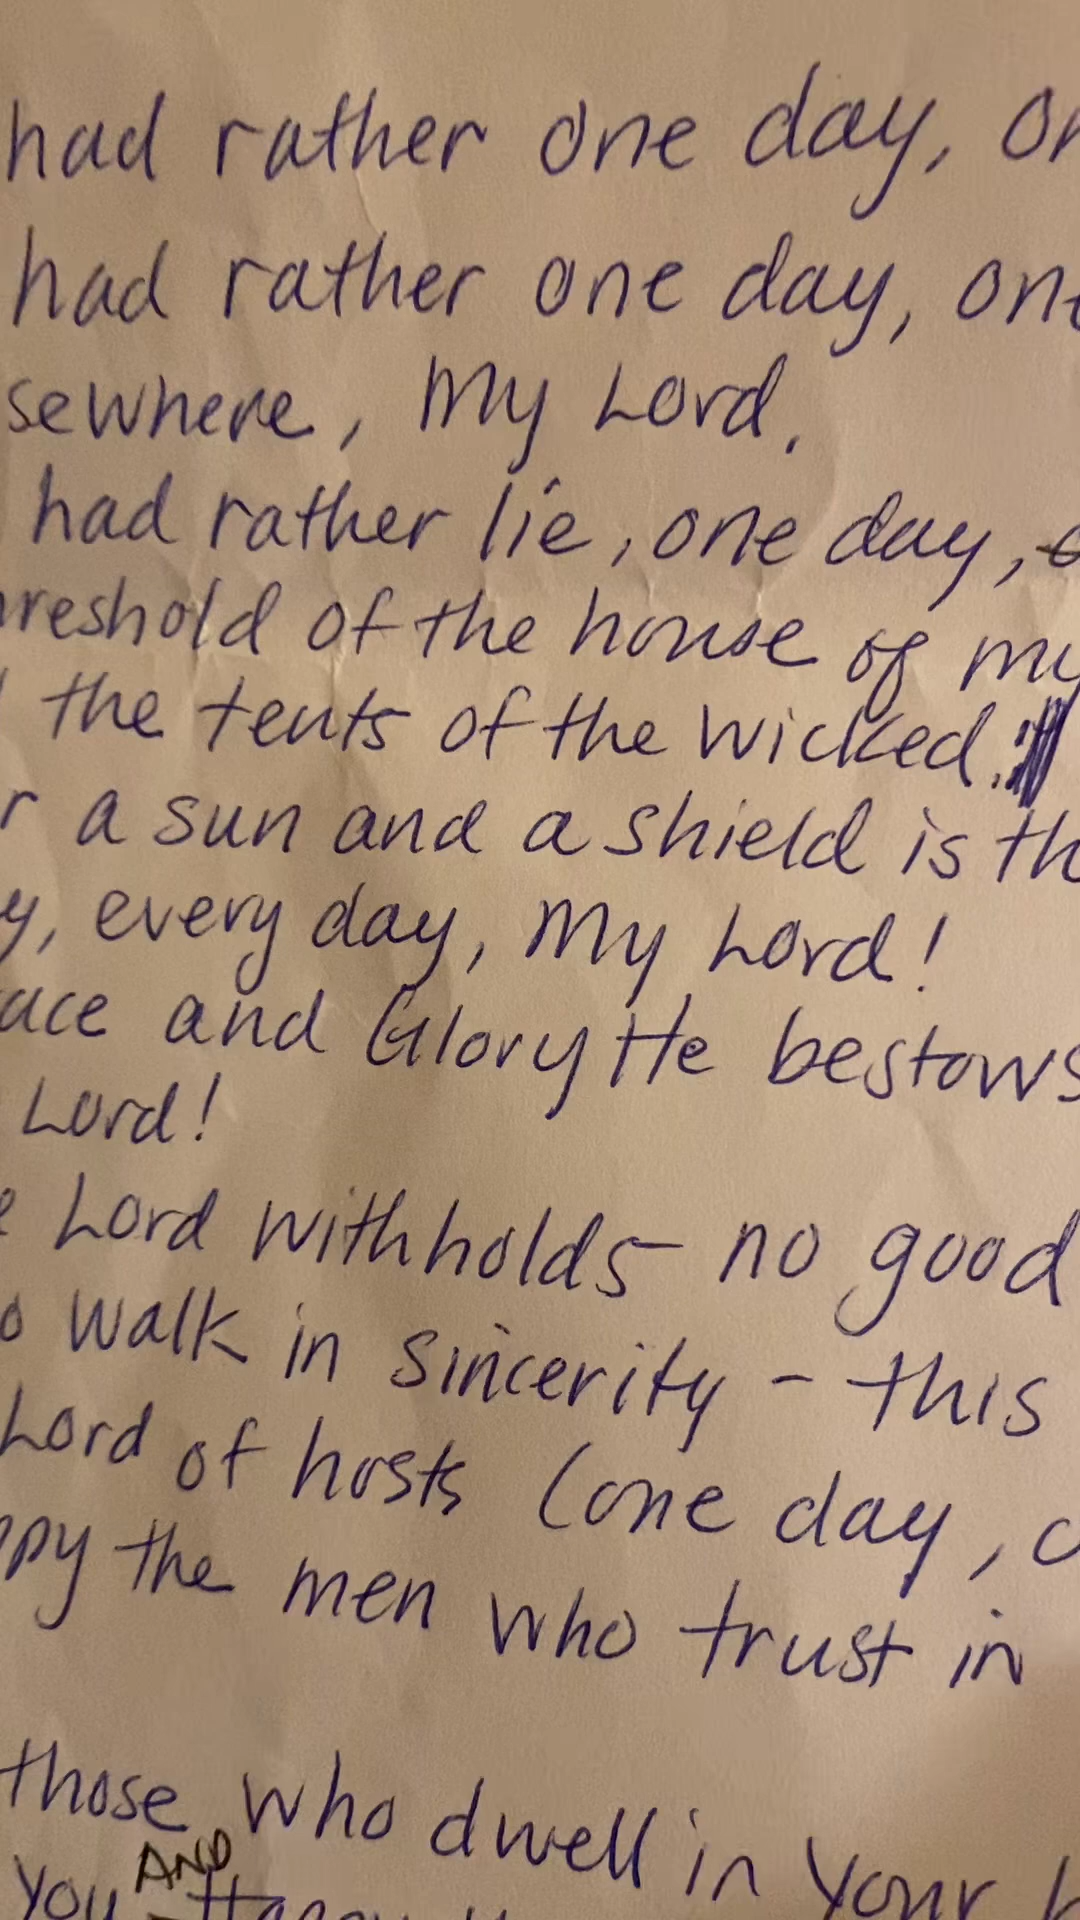 had rather one day, on
had rather one day, one
sewhere, My Lord.
had rather lie, one day, o
reshold of the house of my
the tents of the wicked.
r a sun and a shield is th
y, every day, My Lord!
ace and Glory He bestows
Lord!
e Lord withholds - no good
o walk in sincerity - this
Lord of hosts (one day, o
ppy the men who trust in
those who dwell in Your h
AND
You